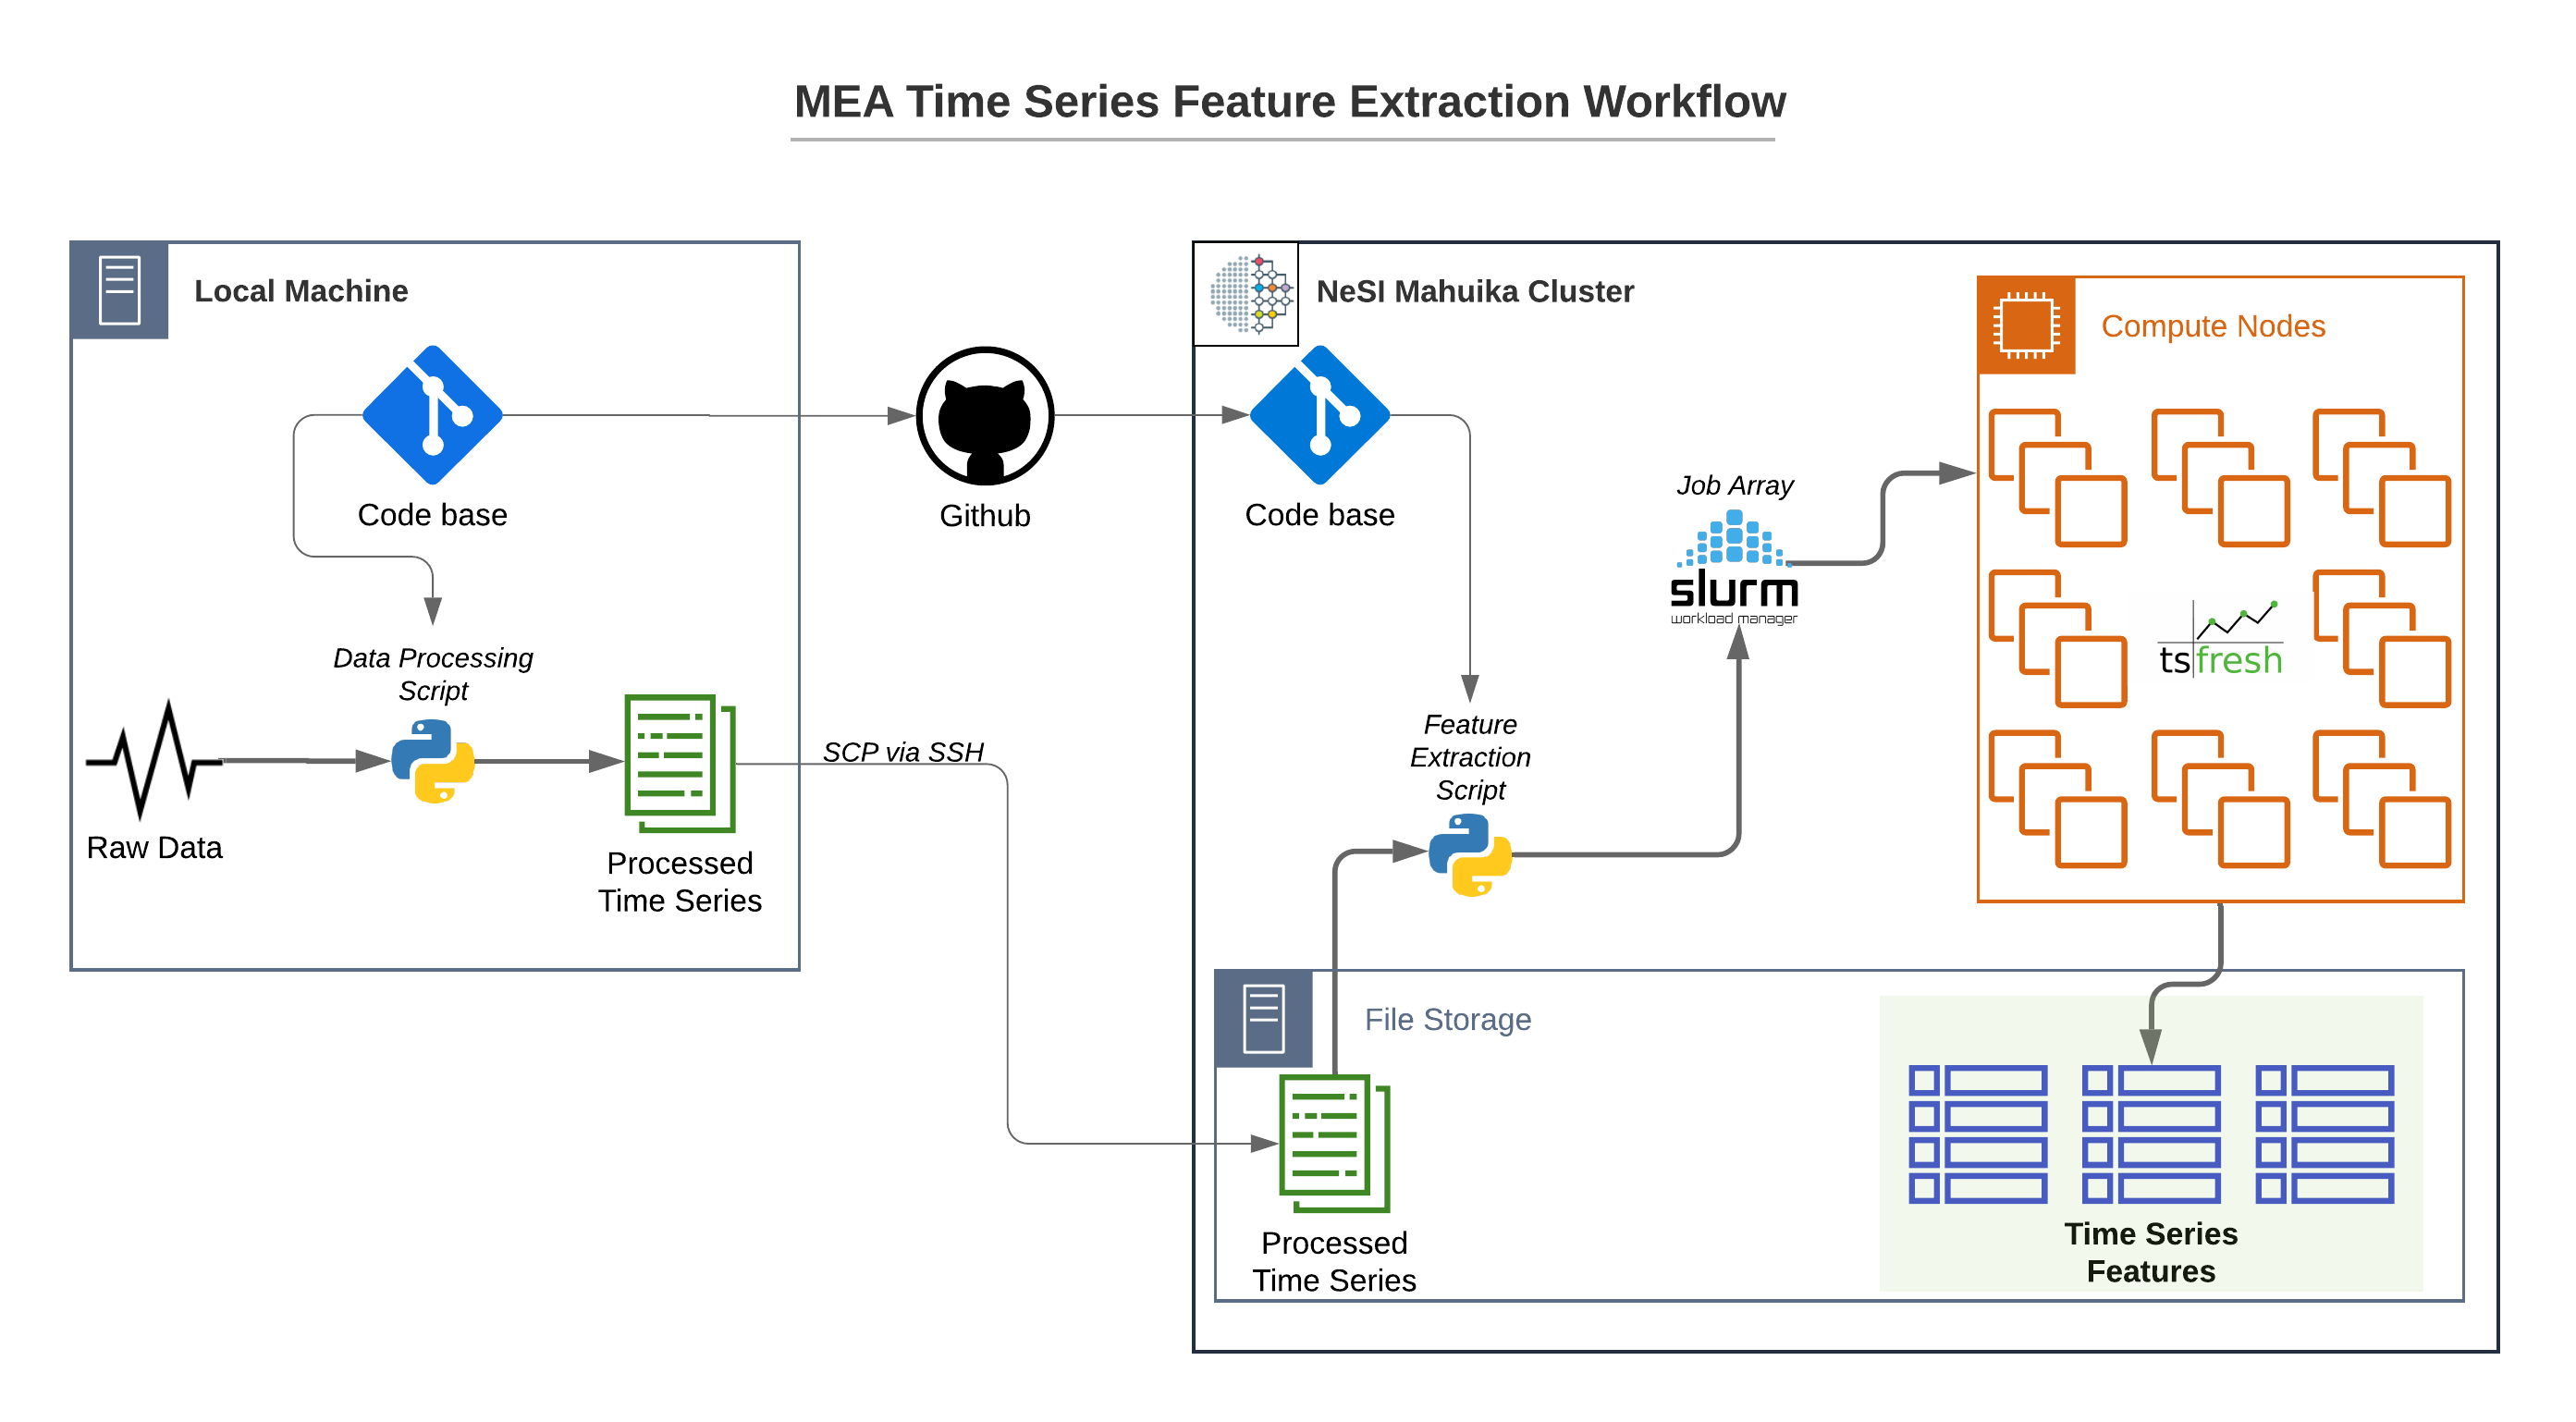 MEA Time Series Feature Extraction Workflow
Local Machine
Code base
Data Processing
Script
Raw Data
Processed
Time Series
Github
SCP via SSH
NeSI Mahuika Cluster
Code base
Feature
Extraction
Script
Job Array
slurm
workload manager
Compute Nodes
tsfresh
File Storage
Processed
Time Series
Time Series
Features